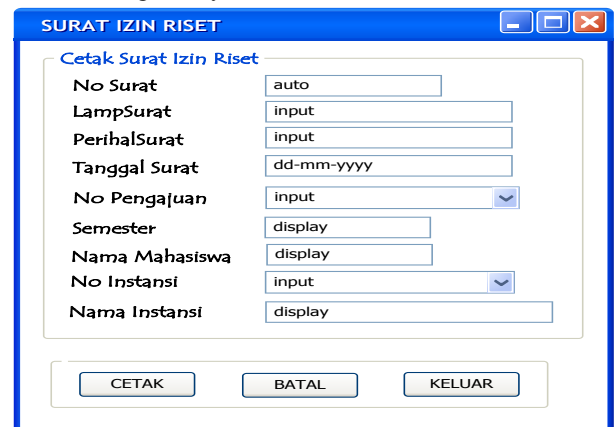 SURAT IZIN RISET
Cetak Surat Izin Riset
No Surat auto
LampSurat input
PerihalSurat input
Tanggal Surat dd-mm-yyyy
No Pengajuan input
Semester display
Nama Mahasiswa display
No Instansi input
Nama Instansi display
CETAK BATAL KELUAR